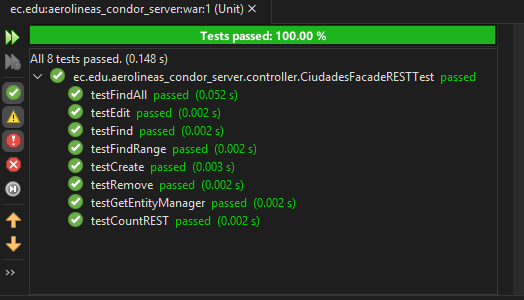 ec.edu:aerolineas_condor_server:war:1 (Unit) ×
Tests passed: 100.00 %
All 8 tests passed. (0.148 s)
ec.edu.aerolineas_condor_server.controller.CiudadesFacadeRESTTest passed
testFindAll passed (0.052 s)
testEdit passed (0.002 s)
testFind passed (0.002 s)
testFindRange passed (0.002 s)
testCreate passed (0.003 s)
testRemove passed (0.002 s)
testGetEntityManager passed (0.002 s)
testCountREST passed (0.002 s)
>>